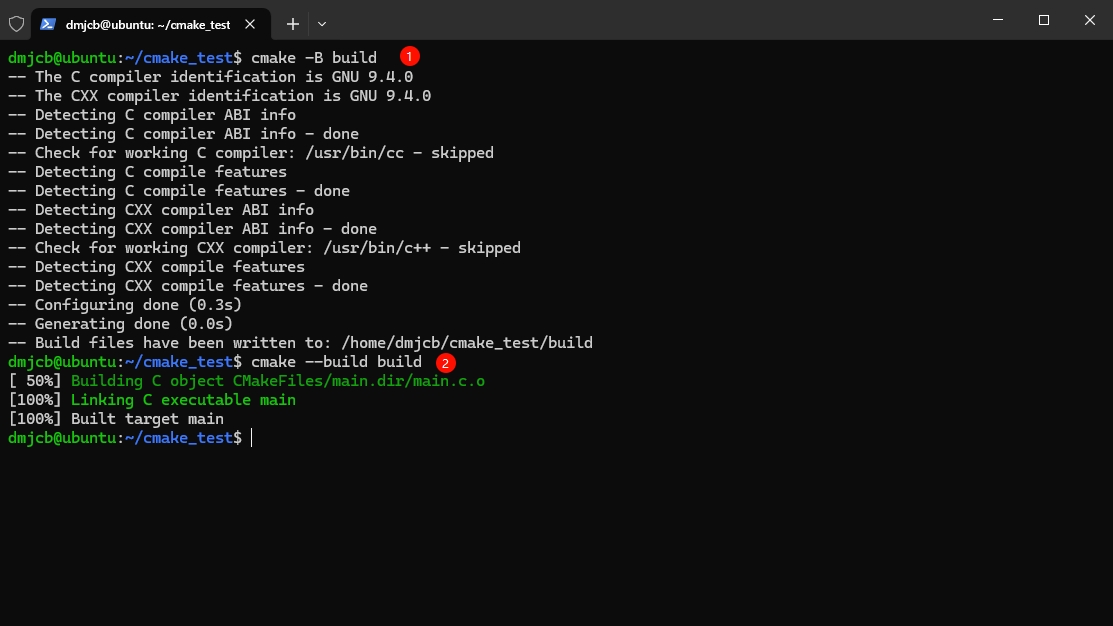 dmjcb@ubuntu: ~/cmake_test
dmjcb@ubuntu:~/cmake_test$ cmake -B build 1
-- The C compiler identification is GNU 9.4.0
-- The CXX compiler identification is GNU 9.4.0
-- Detecting C compiler ABI info
-- Detecting C compiler ABI info - done
-- Check for working C compiler: /usr/bin/cc - skipped
-- Detecting C compile features
-- Detecting C compile features - done
-- Detecting CXX compiler ABI info
-- Detecting CXX compiler ABI info - done
-- Check for working CXX compiler: /usr/bin/c++ - skipped
-- Detecting CXX compile features
-- Detecting CXX compile features - done
-- Configuring done (0.3s)
-- Generating done (0.0s)
-- Build files have been written to: /home/dmjcb/cmake_test/build
dmjcb@ubuntu:~/cmake_test$ cmake --build build 2
[ 50%] Building C object CMakeFiles/main.dir/main.c.o
[100%] Linking C executable main
[100%] Built target main
dmjcb@ubuntu:~/cmake_test$